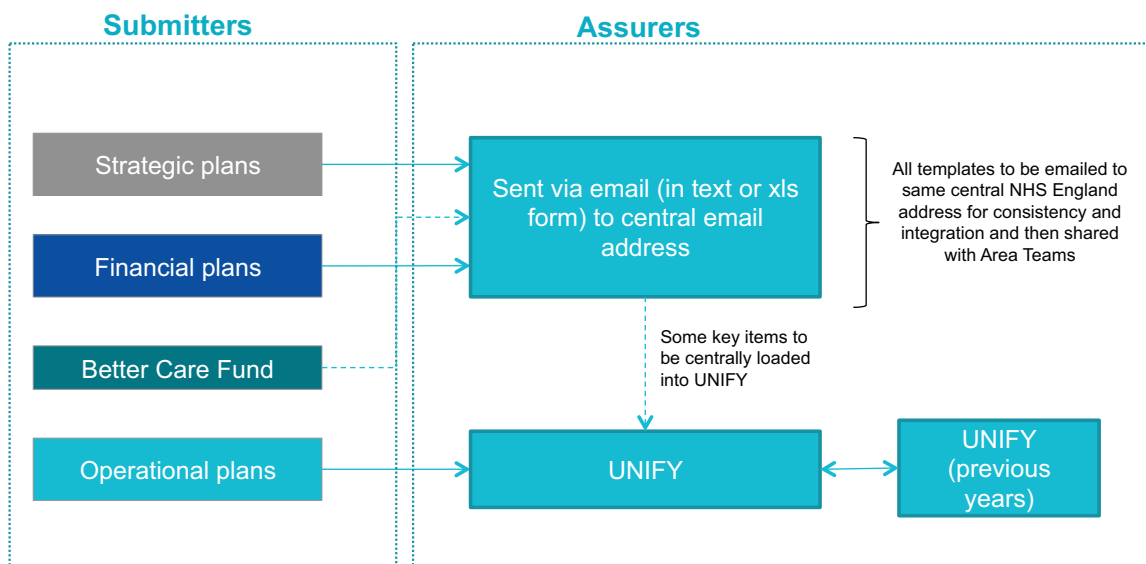 Submitters
Assurers
Strategic plans
Financial plans
Better Care Fund
Operational plans
Sent via email (in text or xls
form) to central email
address
All templates to be emailed to
same central NHS England
address for consistency and
integration and then shared
with Area Teams
Some key items to
be centrally loaded
into UNIFY
UNIFY
UNIFY
(previous
years)